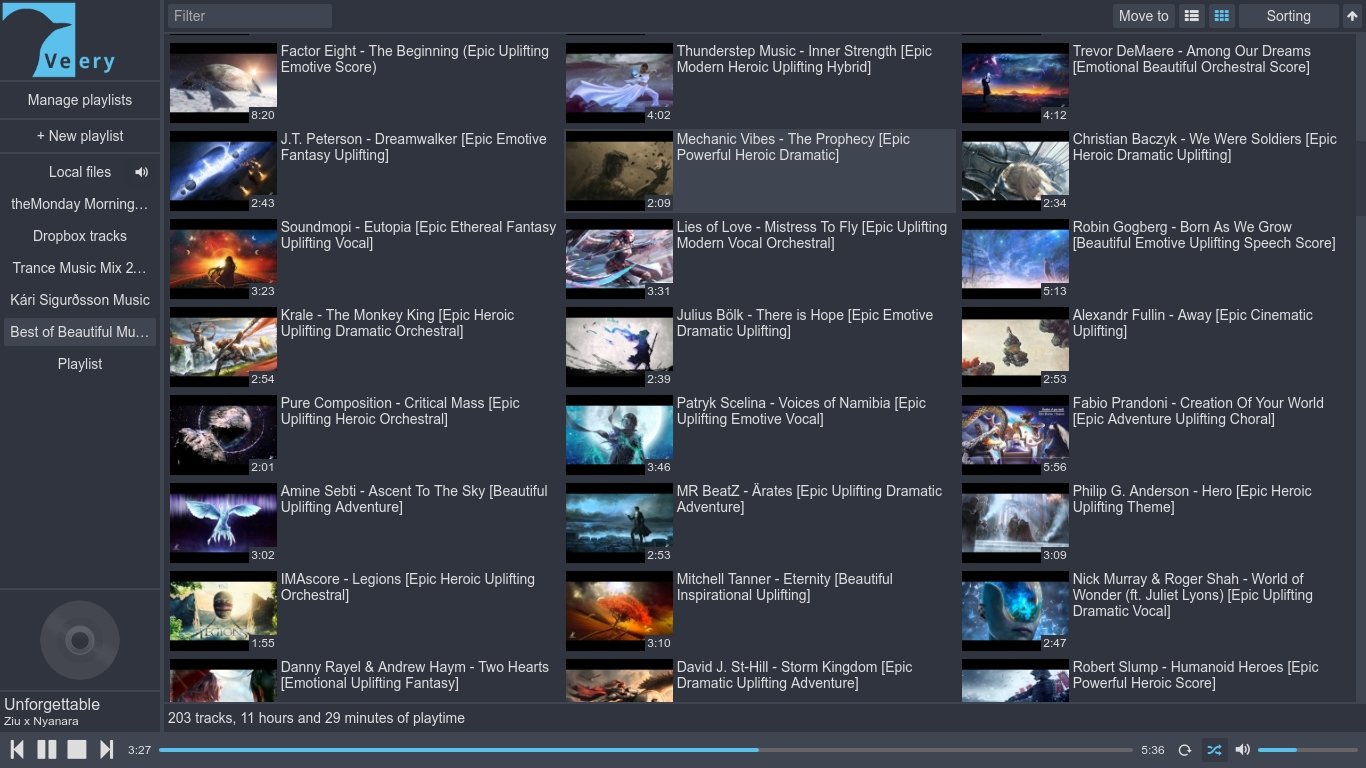 Veery
Manage playlists
+ New playlist
Local files
theMonday Morning...
Dropbox tracks
Trance Music Mix 2...
Kári Sigurðsson Music
Best of Beautiful Mu...
Playlist
Unforgettable
Ziu x Nyanara
Filter
Move to
Sorting
Factor Eight - The Beginning (Epic Uplifting
Emotive Score)
8:20
Thunderstep Music - Inner Strength [Epic
Modern Heroic Uplifting Hybrid]
4:02
Trevor DeMaere - Among Our Dreams
[Emotional Beautiful Orchestral Score]
4:12
J.T. Peterson - Dreamwalker [Epic Emotive
Fantasy Uplifting]
2:43
Mechanic Vibes - The Prophecy [Epic
Powerful Heroic Dramatic]
2:09
Christian Baczyk - We Were Soldiers [Epic
Heroic Dramatic Uplifting]
2:34
Soundmopi - Eutopia [Epic Ethereal Fantasy
Uplifting Vocal]
3:23
Lies of Love - Mistress To Fly [Epic Uplifting
Modern Vocal Orchestral]
3:31
Robin Gogberg - Born As We Grow
[Beautiful Emotive Uplifting Speech Score]
5:13
Krale - The Monkey King [Epic Heroic
Uplifting Dramatic Orchestral]
2:54
Julius Bölk - There is Hope [Epic Emotive
Dramatic Uplifting]
2:39
Alexandr Fullin - Away [Epic Cinematic
Uplifting]
2:53
Pure Composition - Critical Mass [Epic
Uplifting Heroic Orchestral]
2:01
Patryk Scelina - Voices of Namibia [Epic
Uplifting Emotive Vocal]
3:46
Fabio Prandoni - Creation Of Your World
[Epic Adventure Uplifting Choral]
5:56
Amine Sebti - Ascent To The Sky [Beautiful
Uplifting Adventure]
3:02
MR BeatZ - Ärates [Epic Uplifting Dramatic
Adventure]
2:53
Philip G. Anderson - Hero [Epic Heroic
Uplifting Theme]
3:09
IMAscore - Legions [Epic Heroic Uplifting
Orchestral]
LEGIONS
1:55
Mitchell Tanner - Eternity [Beautiful
Inspirational Uplifting]
3:10
Nick Murray & Roger Shah - World of
Wonder (ft. Juliet Lyons) [Epic Uplifting
Dramatic Vocal]
2:47
Danny Rayel & Andrew Haym - Two Hearts
[Emotional Uplifting Fantasy]
David J. St-Hill - Storm Kingdom [Epic
Dramatic Uplifting Adventure]
Robert Slump - Humanoid Heroes [Epic
Powerful Heroic Score]
203 tracks, 11 hours and 29 minutes of playtime
3:27
5:36